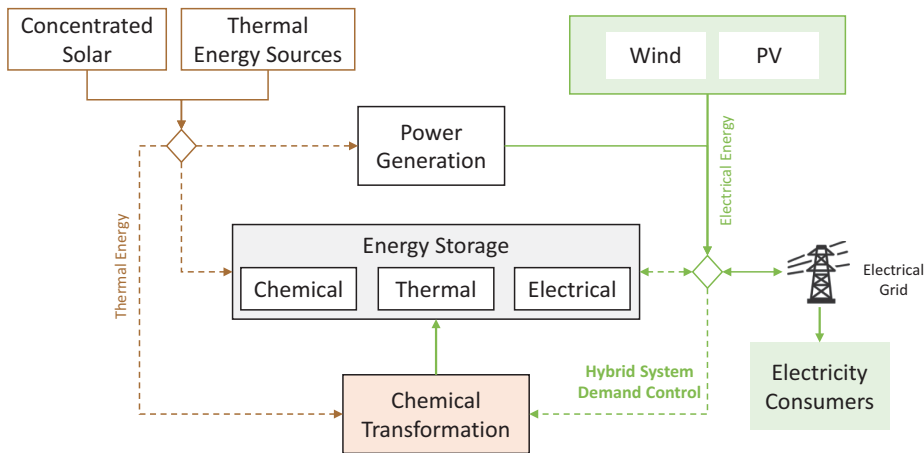 Concentrated
Solar
Thermal
Energy Sources
Wind
PV
Power
Generation
Electrical Energy
Thermal Energy
Energy Storage
Chemical
Thermal
Electrical
Electrical
Grid
Hybrid System
Demand Control
Chemical
Transformation
Electricity
Consumers